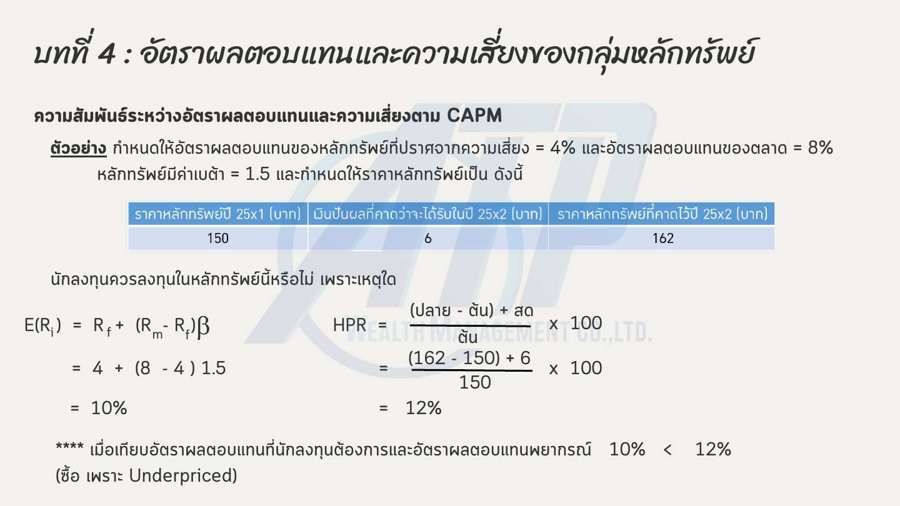 บทที่ 4 : อัตราผลตอบแทนและความเสี่ยงของกลุ่มหลักทรัพย์
ความสัมพันธ์ระหว่างอัตราผลตอบแทนและความเสี่ยงตาม CAPM
ตัวอย่าง กำหนดให้อัตราผลตอบแทนของหลักทรัพย์ที่ปราศจากความเสี่ยง = 4% และอัตราผลตอบแทนของตลาด = 8%
หลักทรัพย์มีค่าเบต้า = 1.5 และกำหนดให้ราคาหลักทรัพย์เป็น ดังนี้
ราคาหลักทรัพย์ปี 25x1 (บาท) เงินปันผลที่คาดว่าจะได้รับในปี 25x2 (บาท) ราคาหลักทรัพย์ที่คาดไว้ปี 25x2 (บาท)
150 6 162
นักลงทุนควรลงทุนในหลักทรัพย์นี้หรือไม่ เพราะเหตุใด
E(Ri) = Rf + (Rm - Rf)β
= 4 + (8 - 4 ) 1.5
= 10%
HPR = (ปลาย - ต้น) + สด x 100
ต้น
= (162 - 150) + 6 x 100
150
= 12%
**** เมื่อเทียบอัตราผลตอบแทนที่นักลงทุนต้องการและอัตราผลตอบแทนพยากรณ์ 10% < 12%
(ซื้อ เพราะ Underpriced)
ATP
WEALTH MANAGEMENT CO.,LTD.